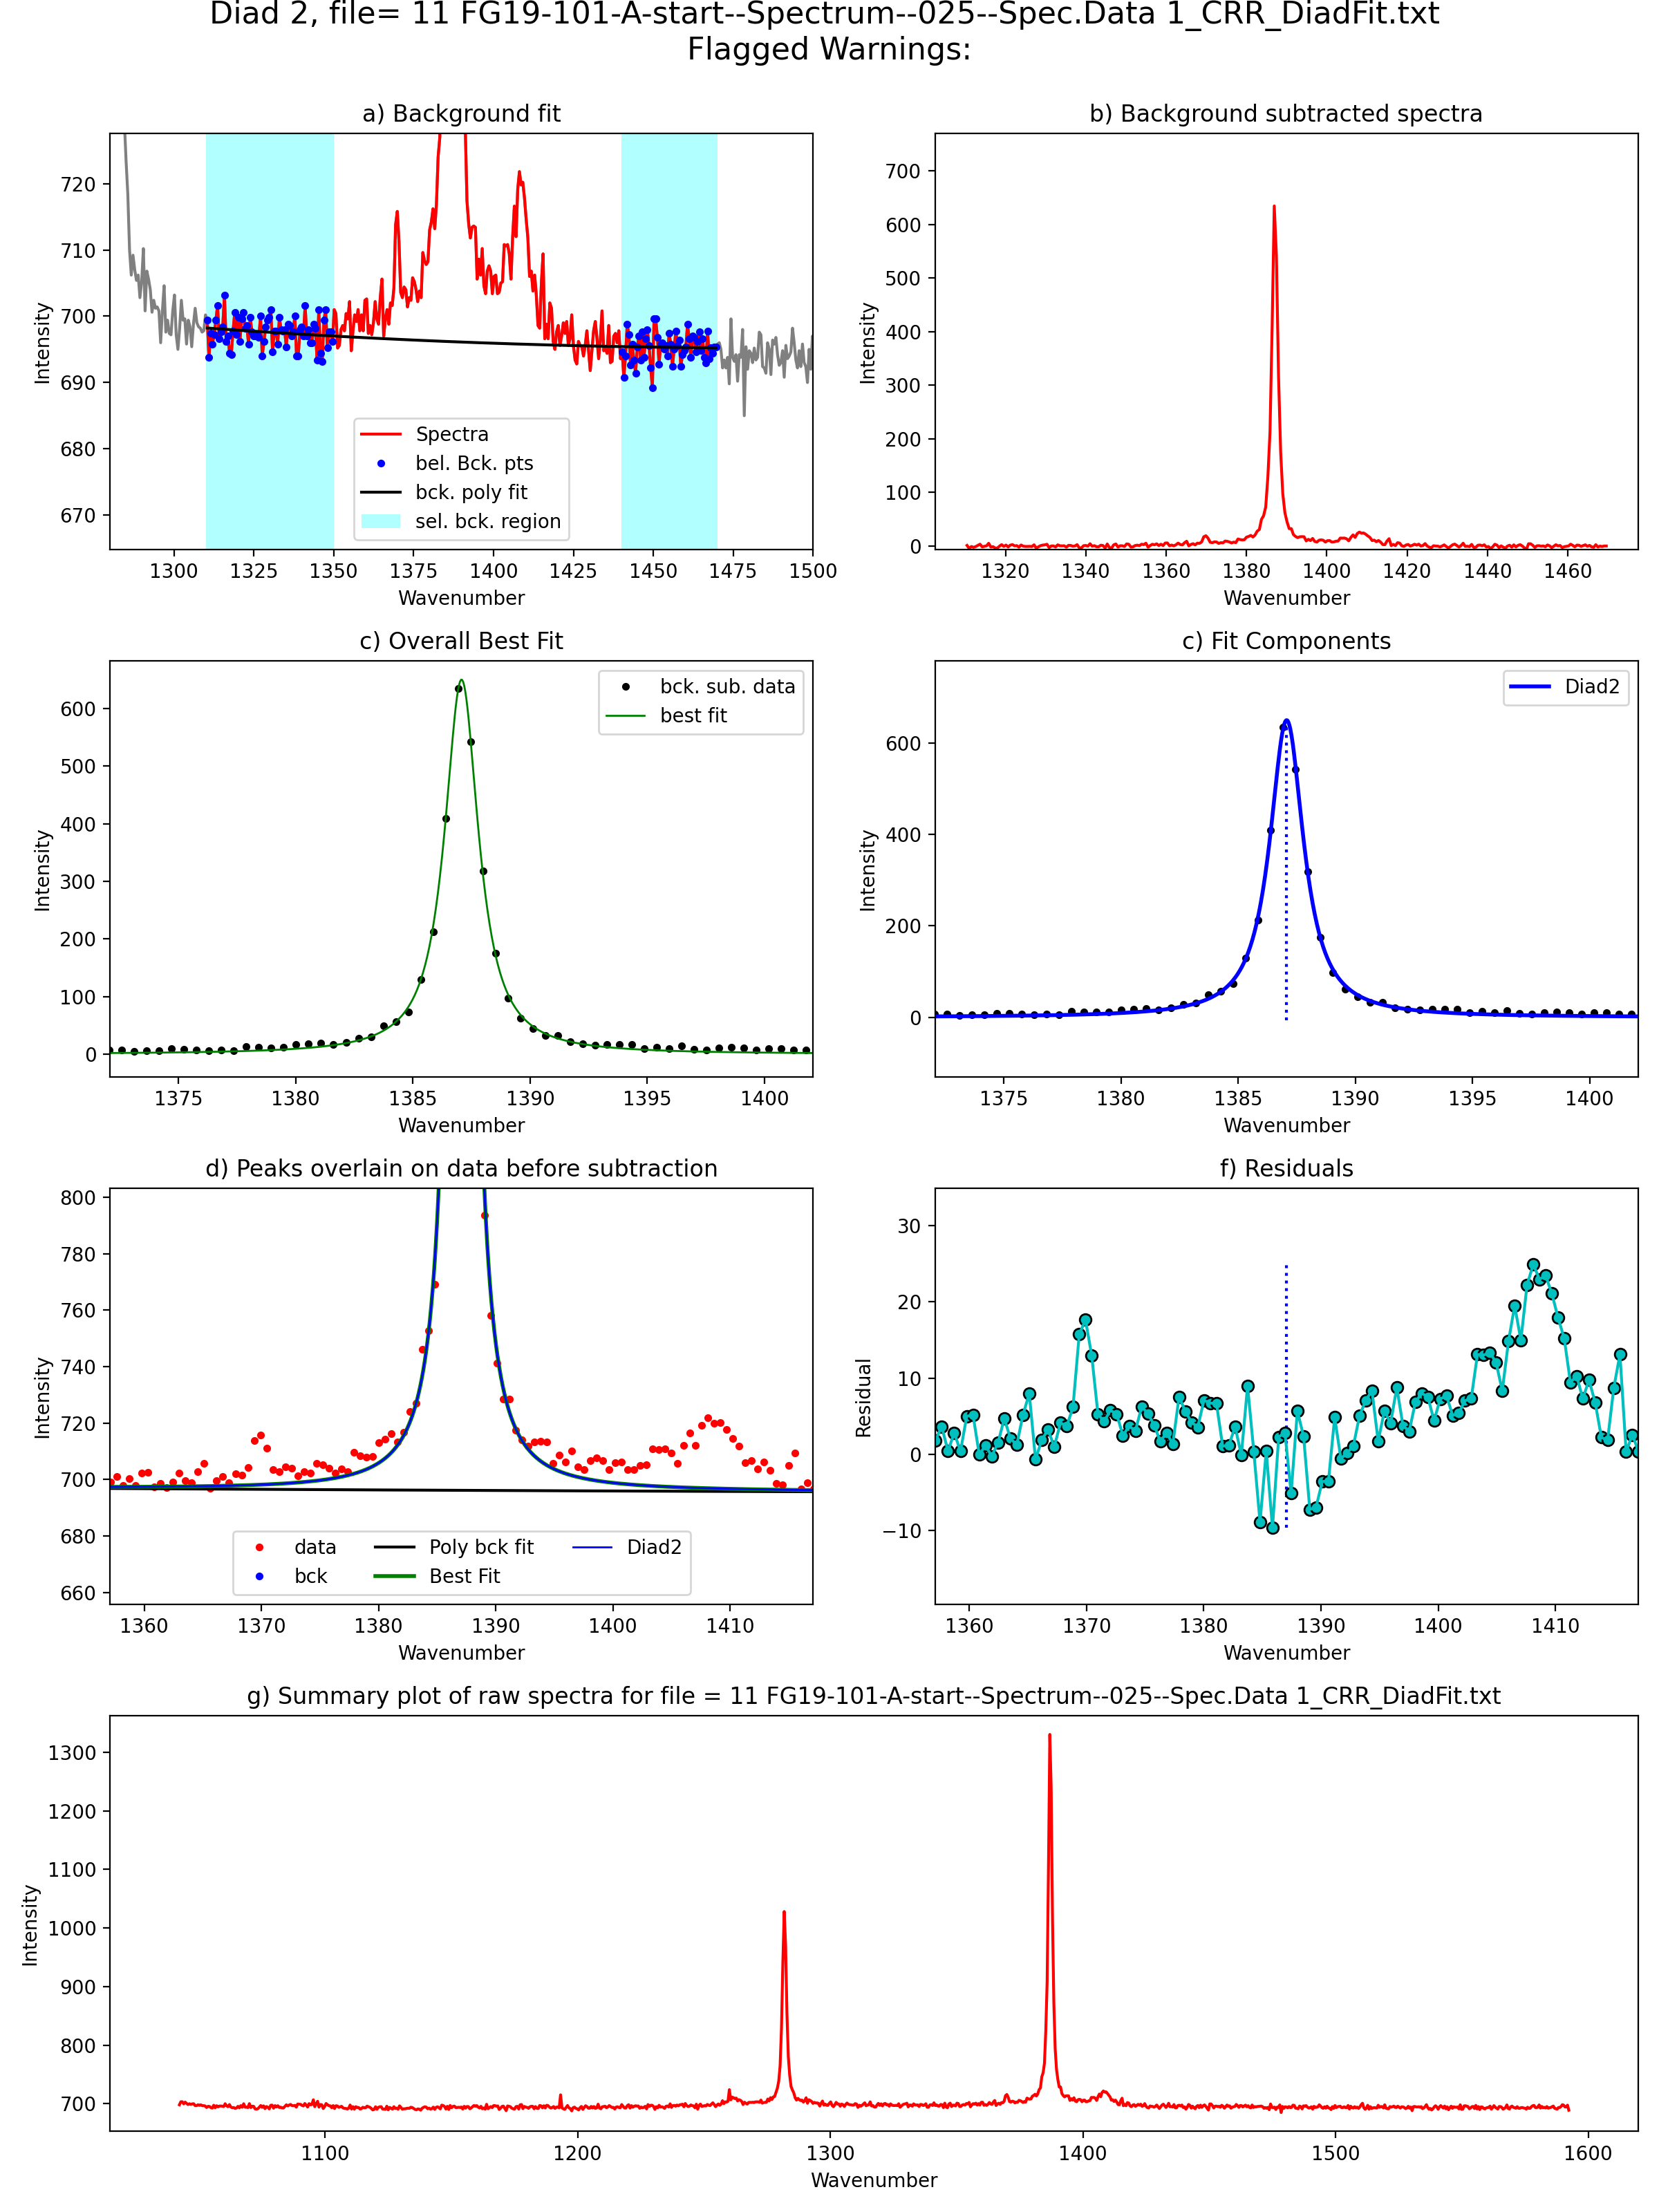 Diad 2, file= 11 FG19-101-A-start--Spectrum--025--Spec.Data 1_CRR_DiadFit.txt
Flagged Warnings:
a) Background fit
720
710
700
690
680
670
Intensity
Spectra
bel. Bck. pts
bck. poly fit
sel. bck. region
1300 1325 1350 1375 1400 1425 1450 1475 1500
Wavenumber
b) Background subtracted spectra
700
600
500
400
300
200
100
0
Intensity
1320 1340 1360 1380 1400 1420 1440 1460
Wavenumber
c) Overall Best Fit
600
500
400
300
200
100
0
Intensity
bck. sub. data
best fit
1375 1380 1385 1390 1395 1400
Wavenumber
c) Fit Components
600
400
200
0
Intensity
Diad2
1375 1380 1385 1390 1395 1400
Wavenumber
d) Peaks overlain on data before subtraction
800
780
760
740
720
700
680
660
Intensity
data
bck
Poly bck fit
Best Fit
Diad2
1360 1370 1380 1390 1400 1410
Wavenumber
f) Residuals
30
20
10
0
−10
Residual
1360 1370 1380 1390 1400 1410
Wavenumber
g) Summary plot of raw spectra for file = 11 FG19-101-A-start--Spectrum--025--Spec.Data 1_CRR_DiadFit.txt
1300
1200
1100
1000
900
800
700
Intensity
1100 1200 1300 1400 1500 1600
Wavenumber